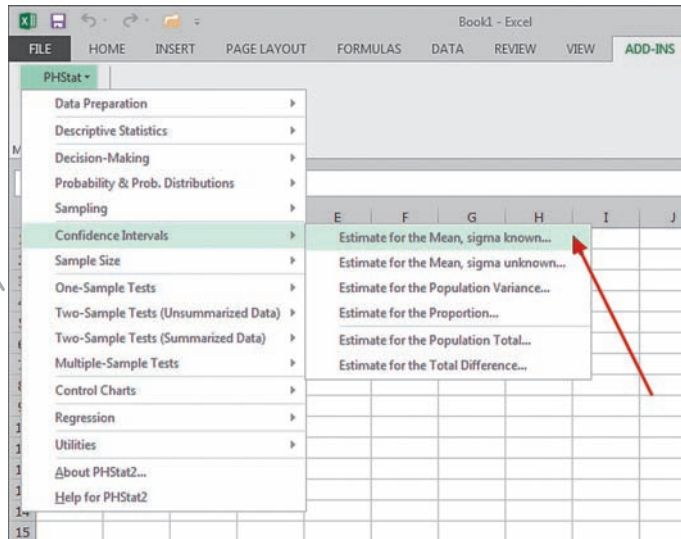 Book1 - Excel
FILE HOME INSERT PAGE LAYOUT FORMULAS DATA REVIEW VIEW ADD-INS
PHStat
Data Preparation
Descriptive Statistics
Decision-Making
Probability & Prob. Distributions
Sampling
Confidence Intervals
Sample Size
One-Sample Tests
Two-Sample Tests (Unsummarized Data)
Two-Sample Tests (Summarized Data)
Multiple-Sample Tests
Control Charts
Regression
Utilities
About PHStat2...
Help for PHStat2
E F G H I J
Estimate for the Mean, sigma known...
Estimate for the Mean, sigma unknown...
Estimate for the Population Variance...
Estimate for the Proportion...
Estimate for the Population Total...
Estimate for the Total Difference...
M
14
15